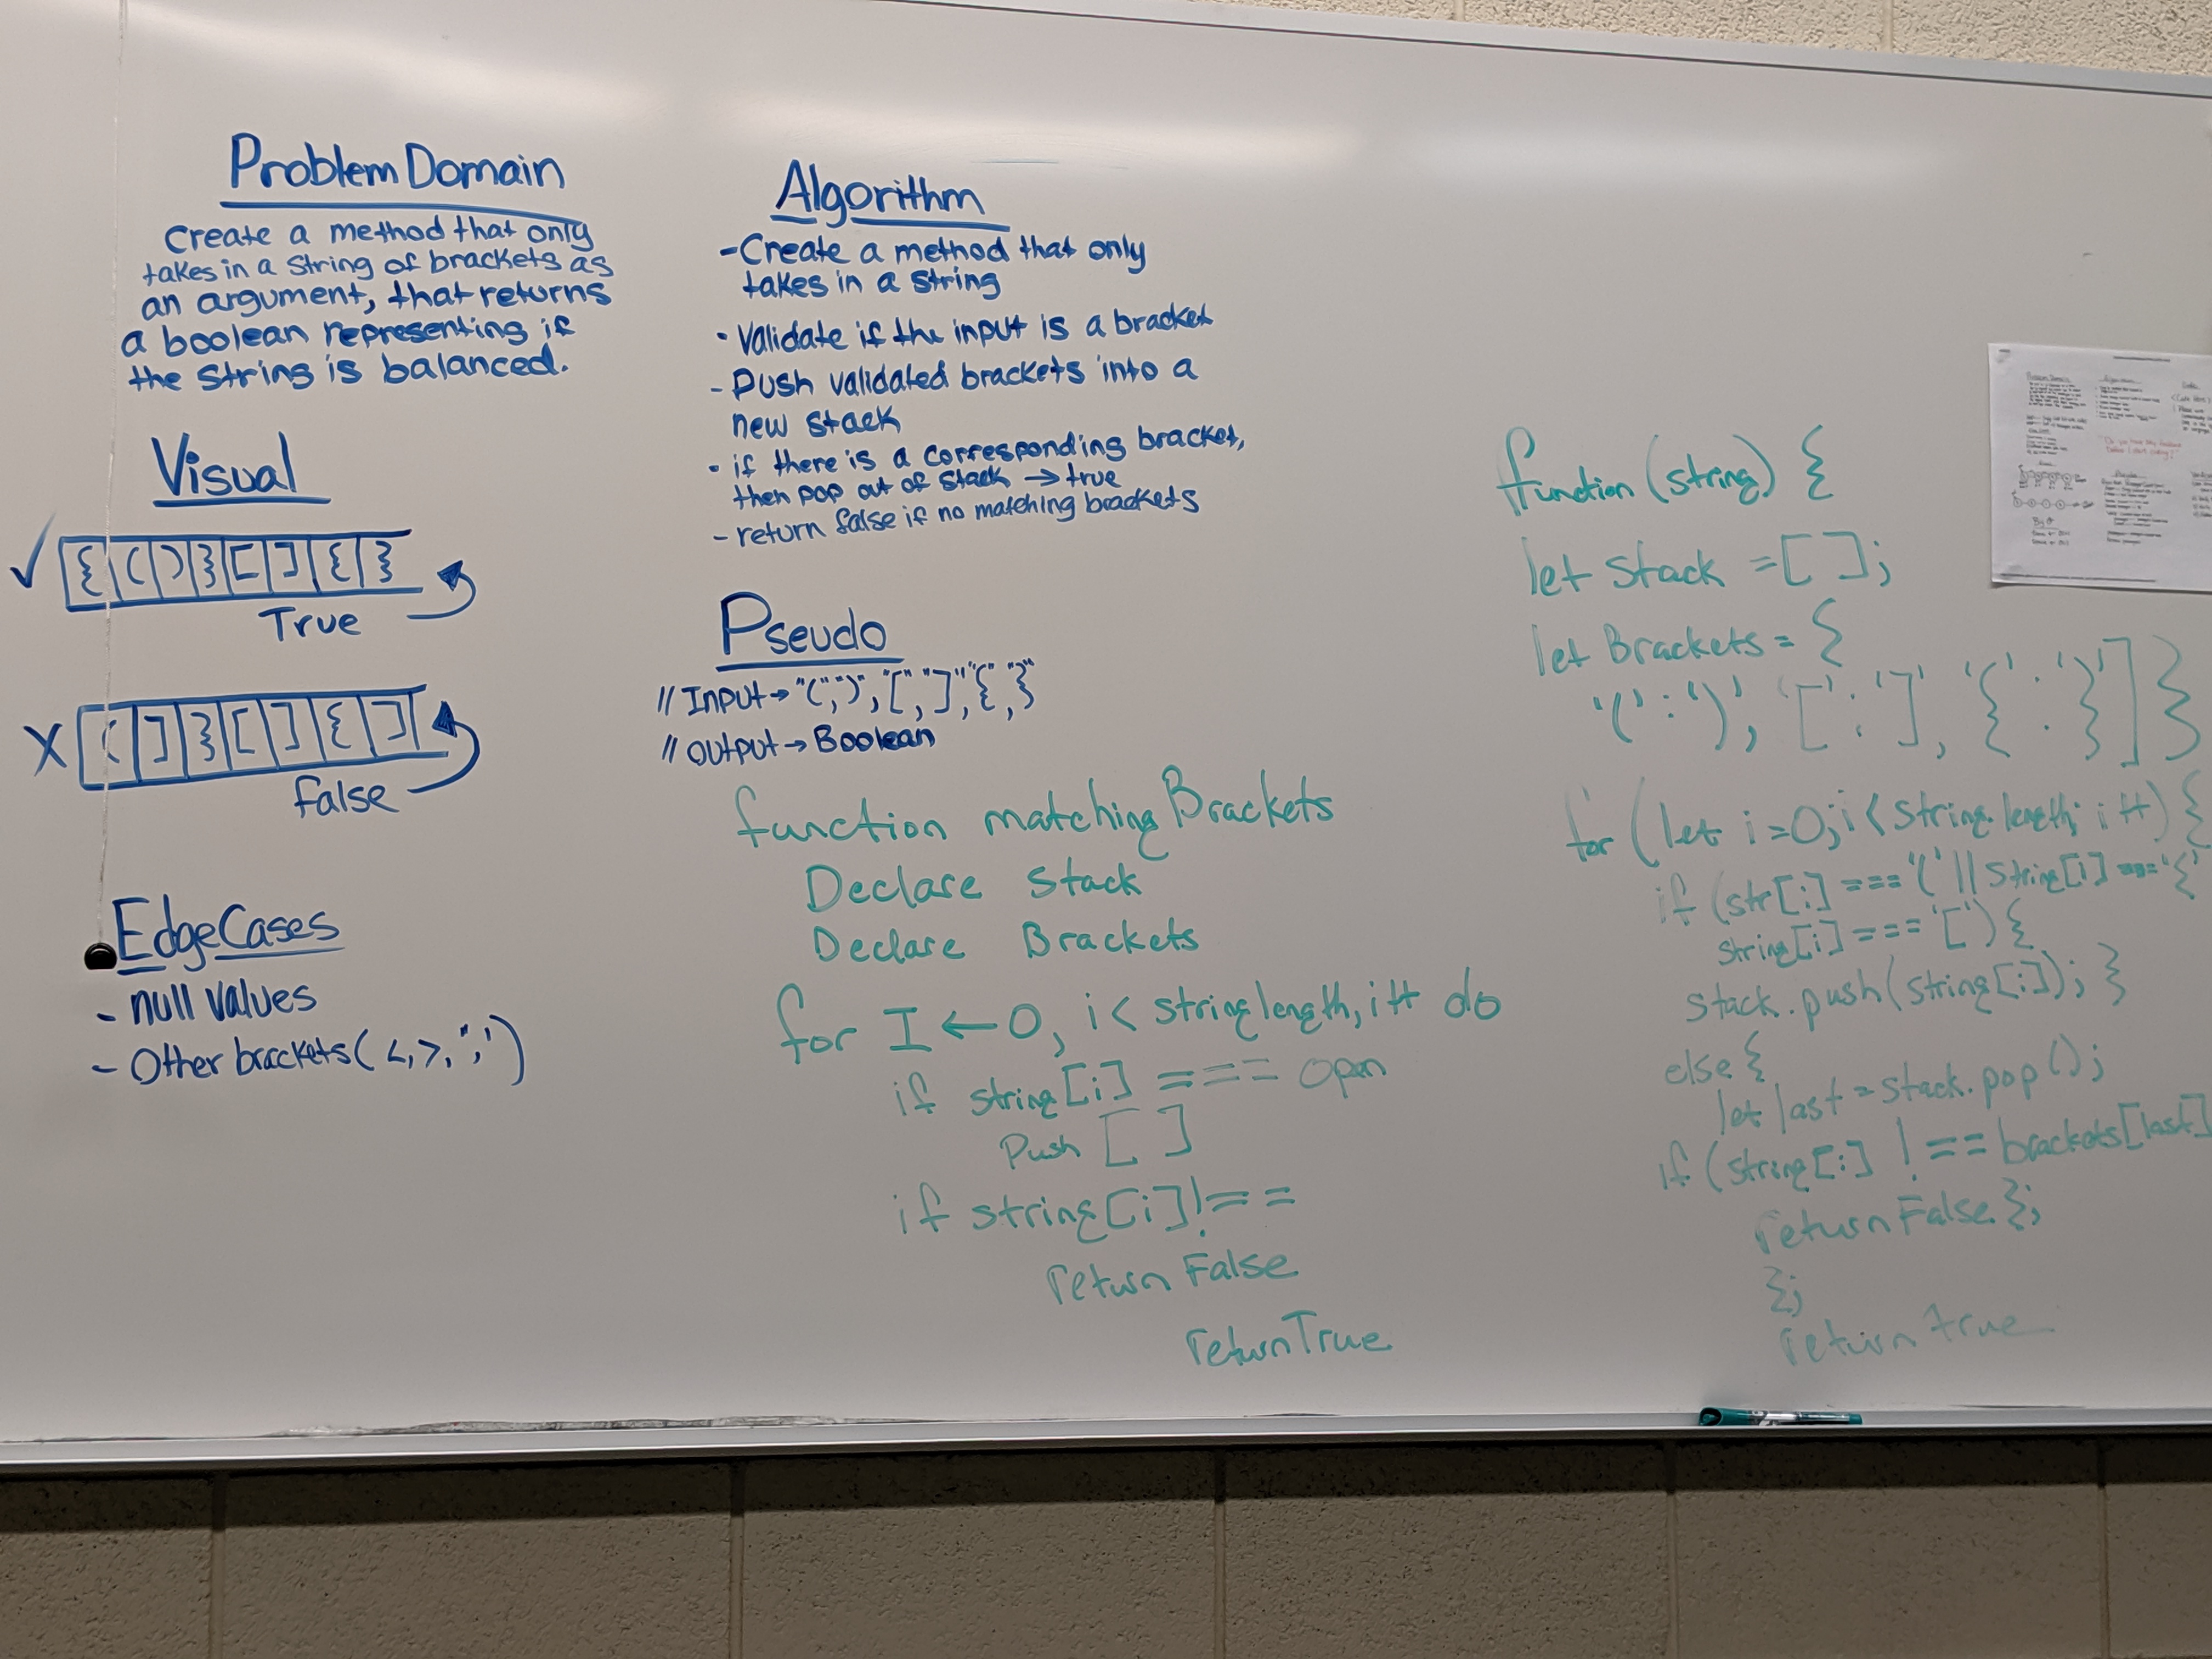 Problem Domain
Create a method that only
takes in a string of brackets as
an argument, that returns
a boolean representing if
the string is balanced.
Visual
✓ { ( ) } [ ] { }
True
X ( ] } [ ] { ]
false
Edge Cases
- null values
- Other brackets ( <, >, ", ' )
Algorithm
- Create a method that only
takes in a string
- Validate if the input is a bracket
- Push validated brackets into a
new stack
- if there is a corresponding bracket,
then pop out of stack → true
- return false if no matching brackets
Pseudo
// Input → "(", ")", "[", "]", "{", "}"
// Output → Boolean
function matching Brackets
Declare Stack
Declare Brackets
for I ← 0, i < string length, i++ do
if string[i] === open
Push [ ]
if string[i] !==
return False
return True
function (string) {
let stack = [ ];
let Brackets = {
'(' : ')', '[' : ']', '{' : '}' ] }
for (let i = 0; i < string.length; i++) {
if (str[i] === '(' || string[i] === '{'
string[i] === '[') {
stack.push(string[i]); }
else {
let last = stack.pop();
if (string[i] !== brackets[last]
return False };
};
return true